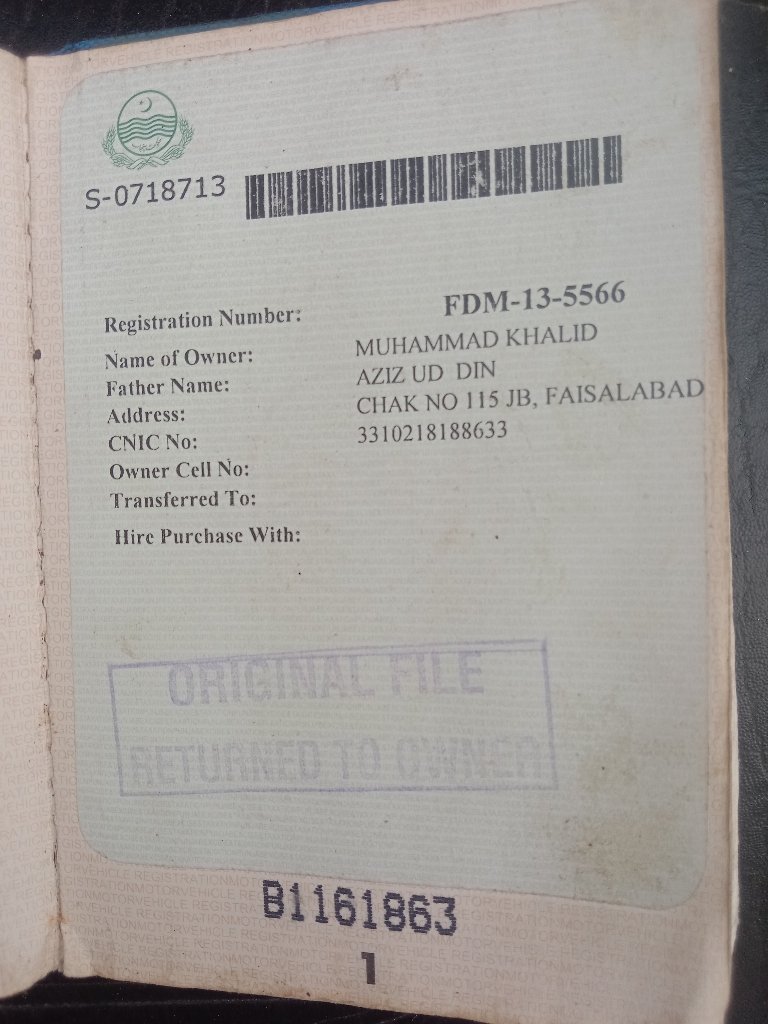 S-0718713
Registration Number: FDM-13-5566
Name of Owner: MUHAMMAD KHALID
Father Name: AZIZ UD DIN
Address: CHAK NO 115 JB, FAISALABAD
CNIC No: 3310218188633
Owner Cell No:
Transferred To:
Hire Purchase With:
ORIGINAL FILE
RETURNED TO OWNER
B1161863
1